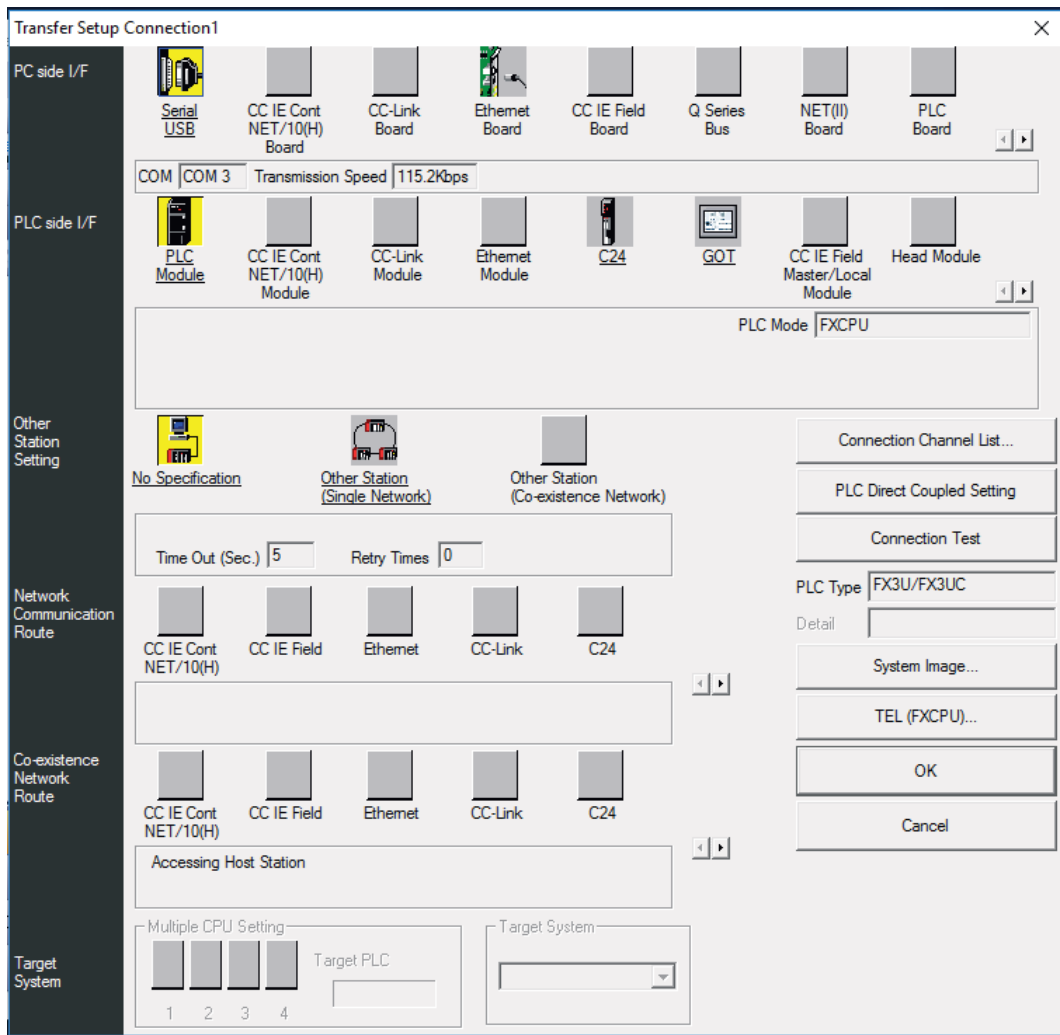 Transfer Setup Connection1
PC side I/F
Serial
USB
CC IE Cont
NET/10(H)
Board
CC-Link
Board
Ethernet
Board
CC IE Field
Board
Q Series
Bus
NET(II)
Board
PLC
Board
COM COM 3 Transmission Speed 115.2Kbps
PLC side I/F
PLC
Module
CC IE Cont
NET/10(H)
Module
CC-Link
Module
Ethernet
Module
C24
GOT
CC IE Field
Master/Local
Module
Head Module
PLC Mode FXCPU
Other
Station
Setting
No Specification
Other Station
(Single Network)
Other Station
(Co-existence Network)
Time Out (Sec.) 5 Retry Times 0
Connection Channel List...
PLC Direct Coupled Setting
Connection Test
PLC Type FX3U/FX3UC
Detail
System Image...
TEL (FXCPU)...
OK
Cancel
Network
Communication
Route
CC IE Cont
NET/10(H)
CC IE Field
Ethernet
CC-Link
C24
Co-existence
Network
Route
CC IE Cont
NET/10(H)
CC IE Field
Ethernet
CC-Link
C24
Accessing Host Station
Target
System
Multiple CPU Setting
1 2 3 4
Target PLC
Target System